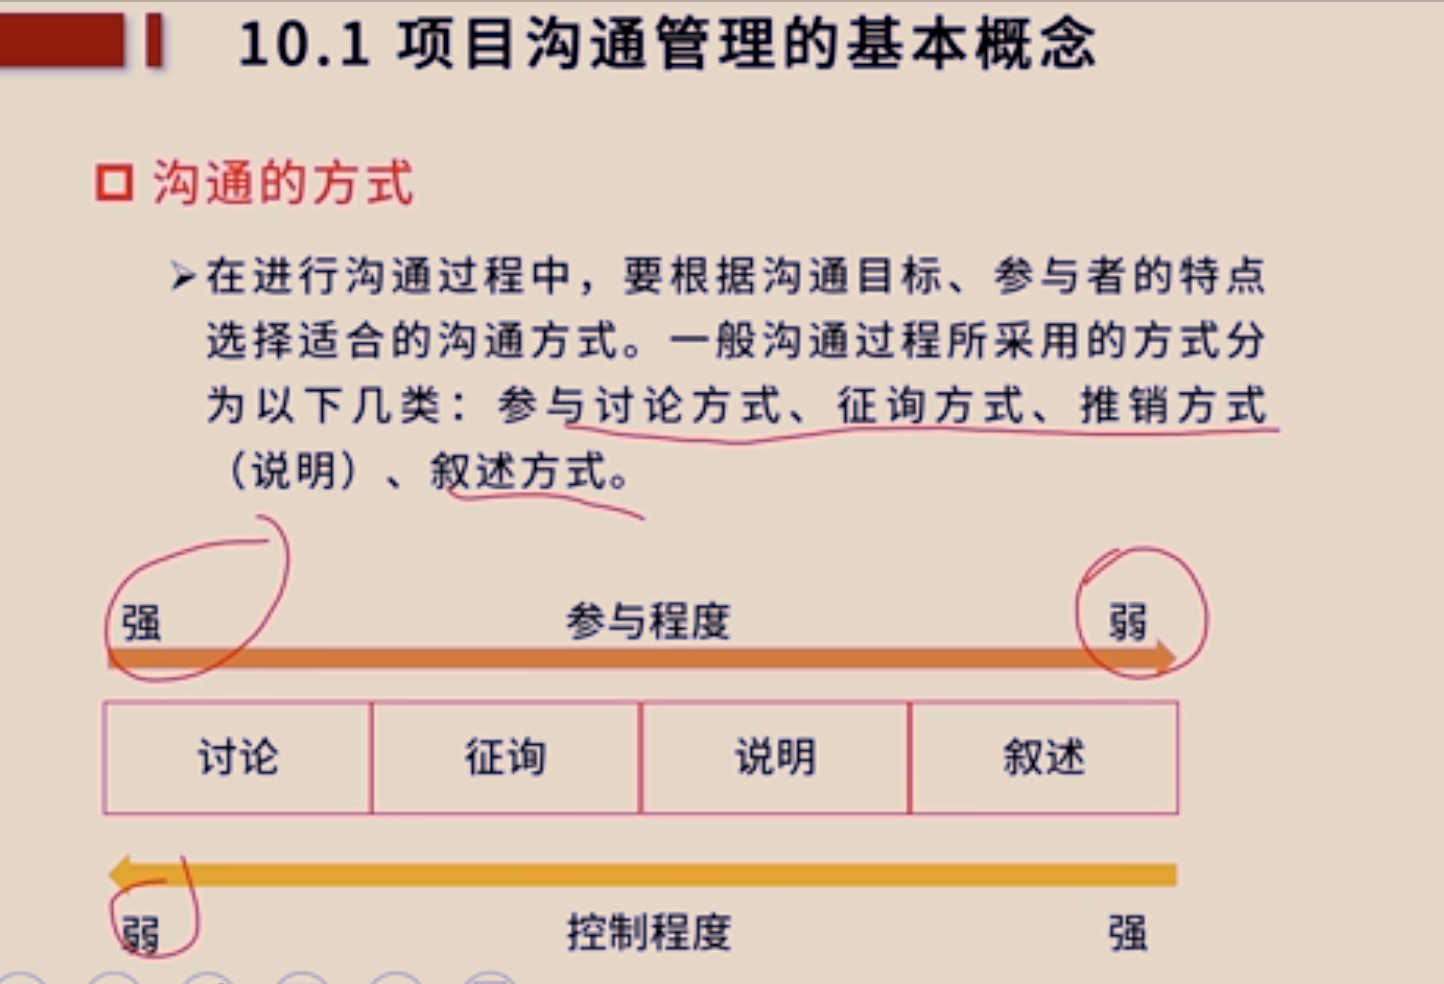 10.1 项目沟通管理的基本概念
沟通的方式
在进行沟通过程中，要根据沟通目标、参与者的特点
选择适合的沟通方式。一般沟通过程所采用的方式分
为以下几类：参与讨论方式、征询方式、推销方式
（说明）、叙述方式。
强 参与程度 弱
讨论 征询 说明 叙述
弱 控制程度 强